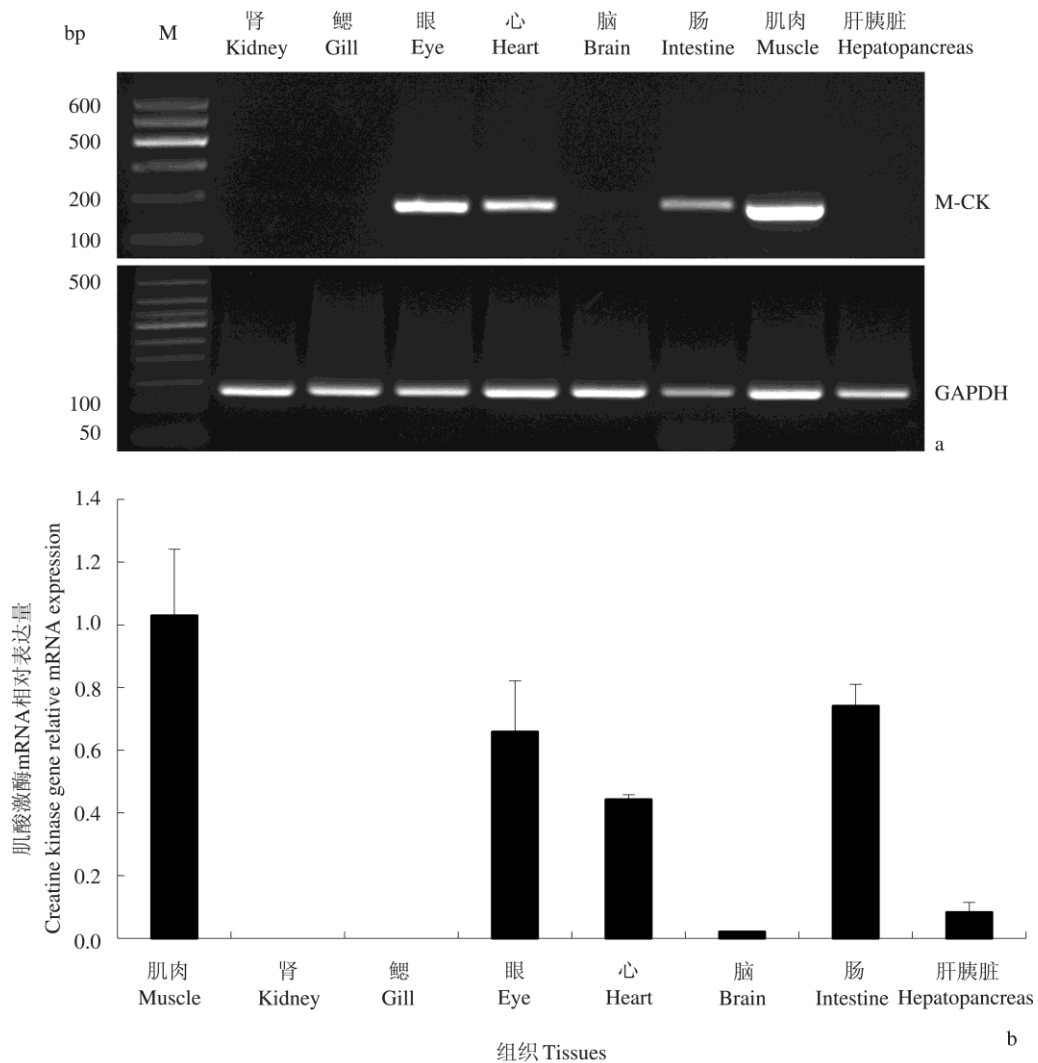 肾 鳃 眼 心 脑 肠 肌肉 肝胰脏
bp M Kidney Gill Eye Heart Brain Intestine Muscle Hepatopancreas
600
500
200
M-CK
100
500
100
GAPDH
50
a
肌酸激酶mRNA相对表达量
Creatine kinase gene relative mRNA expression
1.4
1.2
1.0
0.8
0.6
0.4
0.2
0.0
肌肉 肾 鳃 眼 心 脑 肠 肝胰脏
Muscle Kidney Gill Eye Heart Brain Intestine Hepatopancreas
b
组织 Tissues